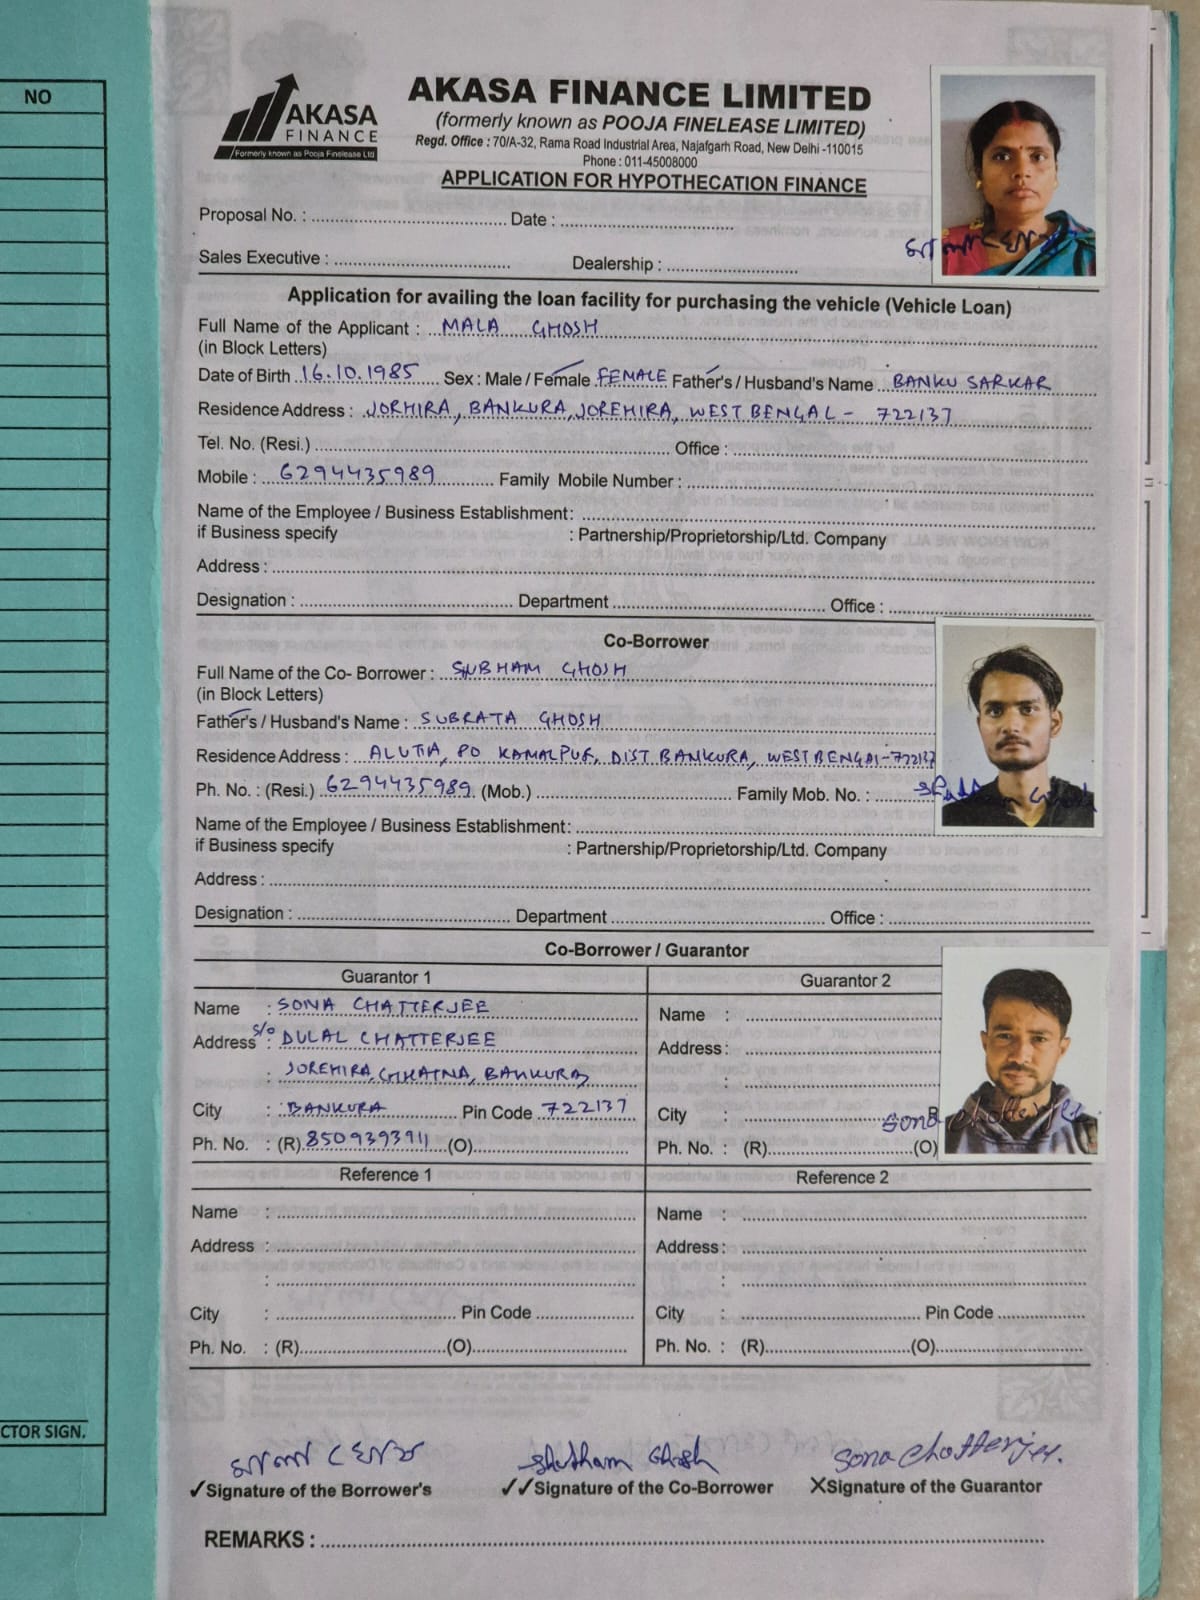 NO
AKASA
FINANCE
Formerly known as Pooja Finelease Ltd
AKASA FINANCE LIMITED
(formerly known as POOJA FINELEASE LIMITED)
Regd. Office : 70/A-32, Rama Road Industrial Area, Najafgarh Road, New Delhi -110015
Phone : 011-45008000
APPLICATION FOR HYPOTHECATION FINANCE
Proposal No. : Date :
Sales Executive : Dealership :
মালা ঘোষ
Application for availing the loan facility for purchasing the vehicle (Vehicle Loan)
Full Name of the Applicant : MALA GHOSH
(in Block Letters)
Date of Birth 16.10.1985 Sex : Male / Female FEMALE Father's / Husband's Name BANKU SARKAR
Residence Address : JORHIRA, BANKURA, JOREHIRA, WEST BENGAL - 722137
Tel. No. (Resi.) Office :
Mobile : 6294435989 Family Mobile Number :
Name of the Employee / Business Establishment:
if Business specify : Partnership/Proprietorship/Ltd. Company
Address :
Designation : Department Office :
Co-Borrower
Full Name of the Co- Borrower : SUBHAM GHOSH
(in Block Letters)
Father's / Husband's Name : SUBRATA GHOSH
Residence Address : ALUTIA, PO KAMALPUR, DIST BANKURA, WEST BENGAL-722137
Ph. No. : (Resi.) 6294435989 (Mob.) Family Mob. No. :
Shubham Ghosh
Name of the Employee / Business Establishment:
if Business specify : Partnership/Proprietorship/Ltd. Company
Address :
Designation : Department Office :
Co-Borrower / Guarantor
Guarantor 1 Guarantor 2
Name : SONA CHATTERJEE Name :
Address : S/O DULAL CHATTERJEE Address :
: JOREHIRA, CHHATNA, BANKURA :
City : BANKURA Pin Code 722137 City :
Sona Chatterjee
Ph. No. : (R) 8509393911 (O) Ph. No. : (R) (O)
Reference 1 Reference 2
Name : Name :
Address : Address :
: :
City : Pin Code City : Pin Code
Ph. No. : (R) (O) Ph. No. : (R) (O)
CTOR SIGN.
মালা ঘোষ Shubham Ghosh Sona Chatterjee.
✓Signature of the Borrower's ✓✓Signature of the Co-Borrower XSignature of the Guarantor
REMARKS :